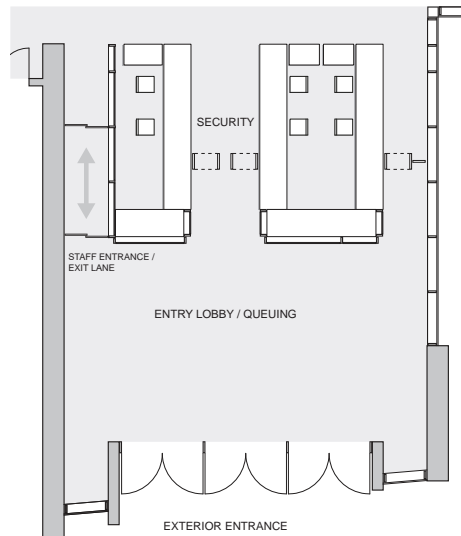 SECURITY
STAFF ENTRANCE /
EXIT LANE
ENTRY LOBBY / QUEUING
EXTERIOR ENTRANCE